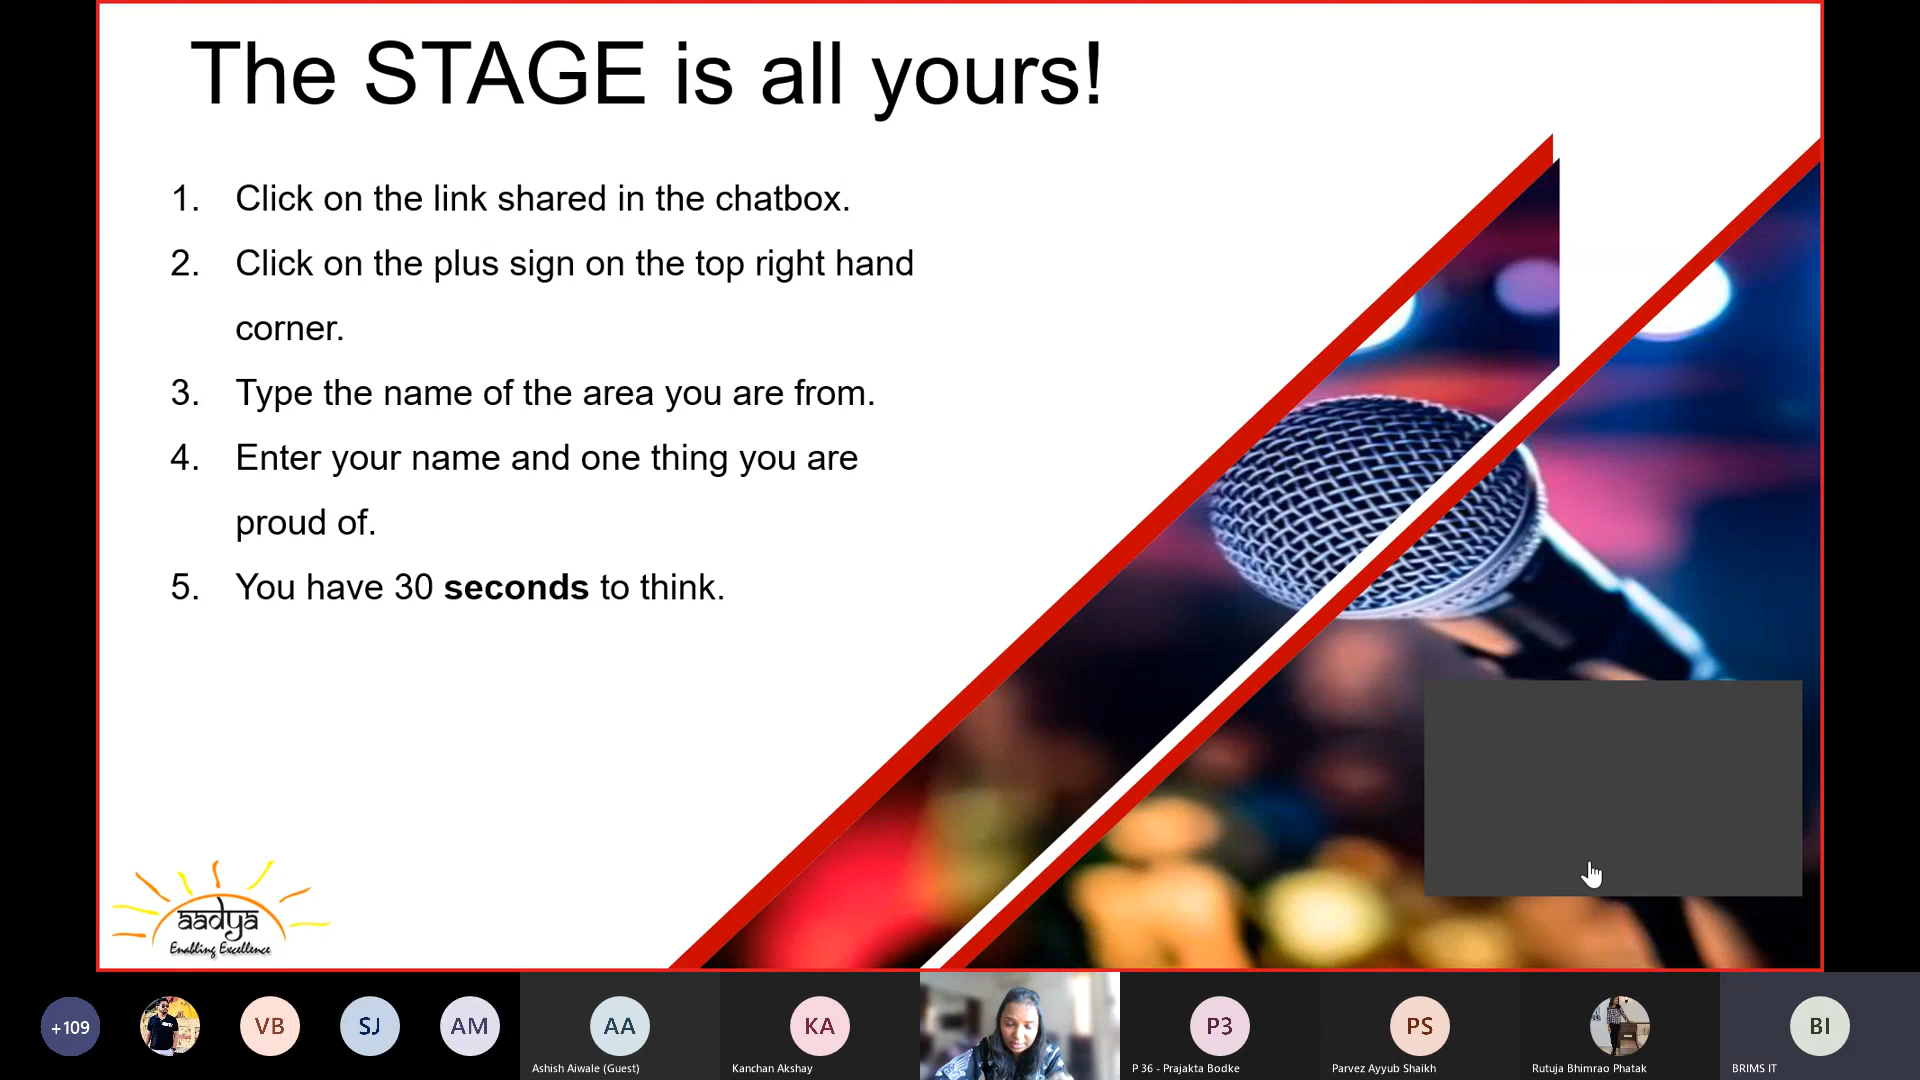 The STAGE is all yours!
1. Click on the link shared in the chatbox.
2. Click on the plus sign on the top right hand
corner.
3. Type the name of the area you are from.
4. Enter your name and one thing you are
proud of.
5. You have 30 seconds to think.
aadya
Enabling Excellence
+109
VB
SJ
AM
AA
KA
P3
PS
BI
Ashish Aiwale (Guest)
Kanchan Akshay
P 36 - Prajakta Bodke
Parvez Ayyub Shaikh
Rutuja Bhimrao Phatak
BRIMS IT